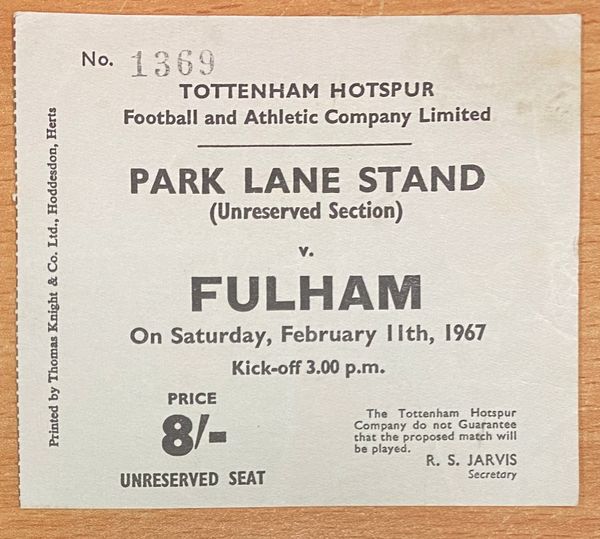 No. 1369
TOTTENHAM HOTSPUR
Football and Athletic Company Limited
PARK LANE STAND
(Unreserved Section)
v.
FULHAM
On Saturday, February 11th, 1967
Kick-off 3.00 p.m.
PRICE
8/-
UNRESERVED SEAT
The Tottenham Hotspur
Company do not Guarantee
that the proposed match will
be played.
R. S. JARVIS
Secretary
Printed by Thomas Knight & Co. Ltd., Hoddesdon, Herts